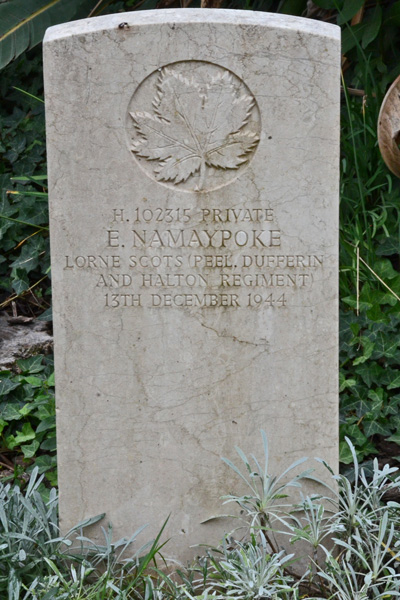 H. 102315 PRIVATE
E. NAMAYPOKE
LORNE SCOTS (PEEL, DUFFERIN
AND HALTON REGIMENT)
13TH DECEMBER 1944